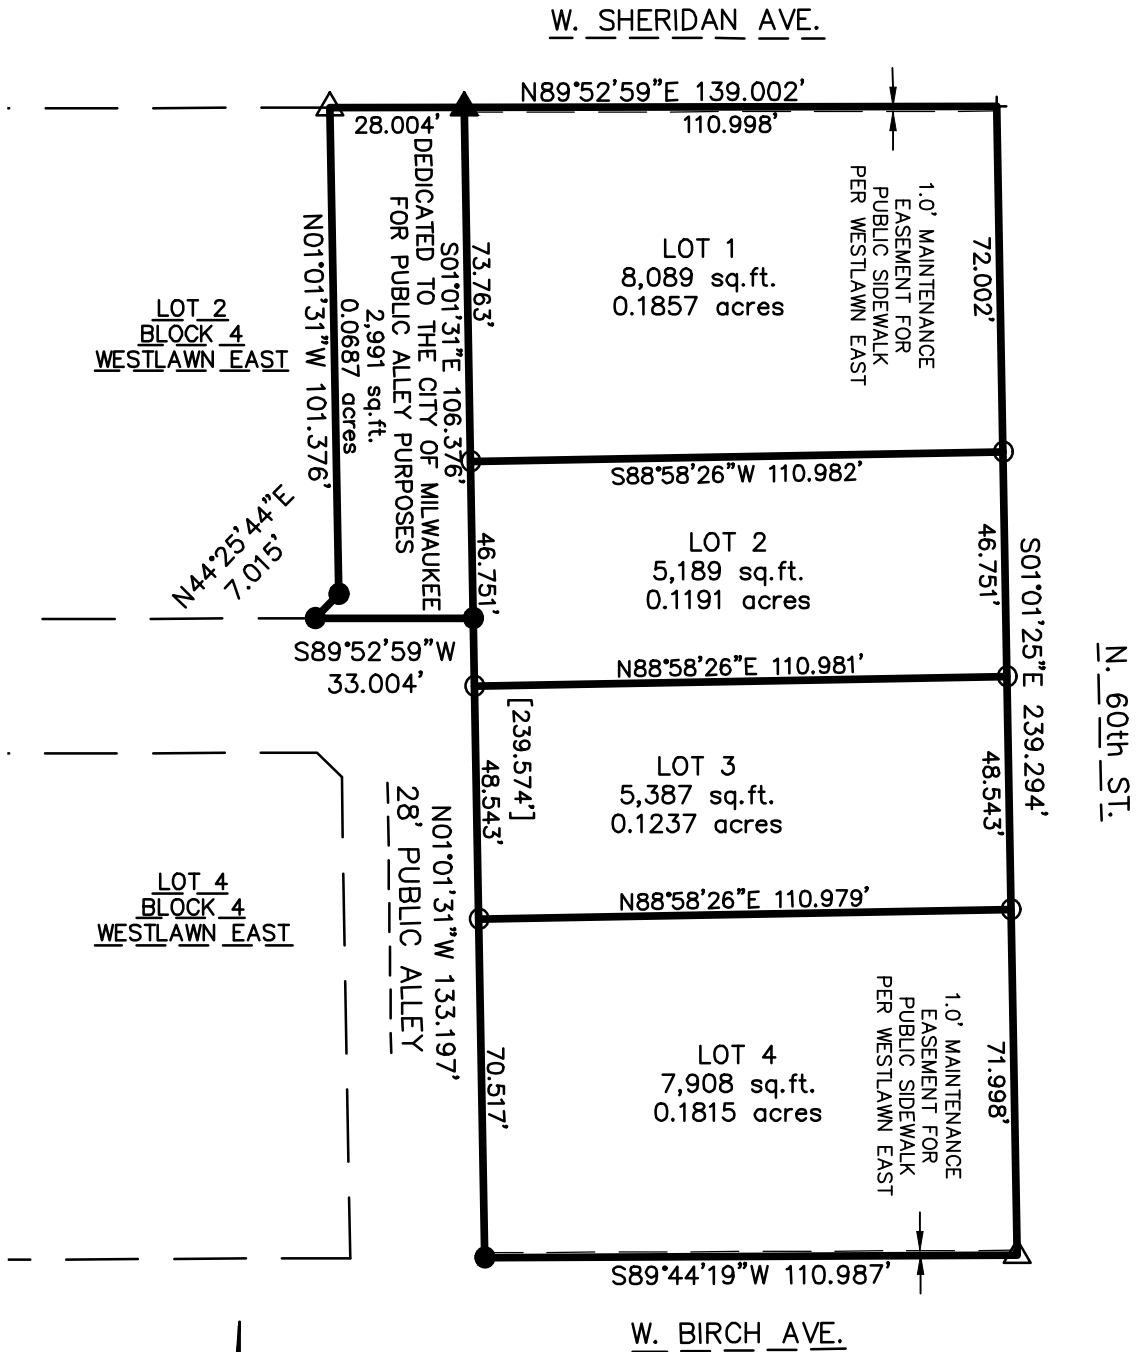 W. SHERIDAN AVE.
N89°52'59"E 139.002'
28.004'
110.998'
1.0' MAINTENANCE
EASEMENT FOR
PUBLIC SIDEWALK
PER WESTLAWN EAST
LOT 1
8,089 sq.ft.
0.1857 acres
72.002'
73.763'
S01°01'31"E 106.376'
DEDICATED TO THE CITY OF MILWAUKEE
FOR PUBLIC ALLEY PURPOSES
2,991 sq.ft.
0.0687 acres
N01°01'31"W 101.376'
LOT 2
BLOCK 4
WESTLAWN EAST
S88°58'26"W 110.982'
N44°25'44"E
7.015'
LOT 2
5,189 sq.ft.
0.1191 acres
46.751'
46.751'
S01°01'25"E 239.294'
N. 60th ST.
S89°52'59"W
33.004'
N88°58'26"E 110.981'
[239.574']
48.543'
LOT 3
5,387 sq.ft.
0.1237 acres
48.543'
N01°01'31"W 133.197'
28' PUBLIC ALLEY
LOT 4
BLOCK 4
WESTLAWN EAST
N88°58'26"E 110.979'
70.517'
LOT 4
7,908 sq.ft.
0.1815 acres
71.998'
1.0' MAINTENANCE
EASEMENT FOR
PUBLIC SIDEWALK
PER WESTLAWN EAST
S89°44'19"W 110.987'
W. BIRCH AVE.